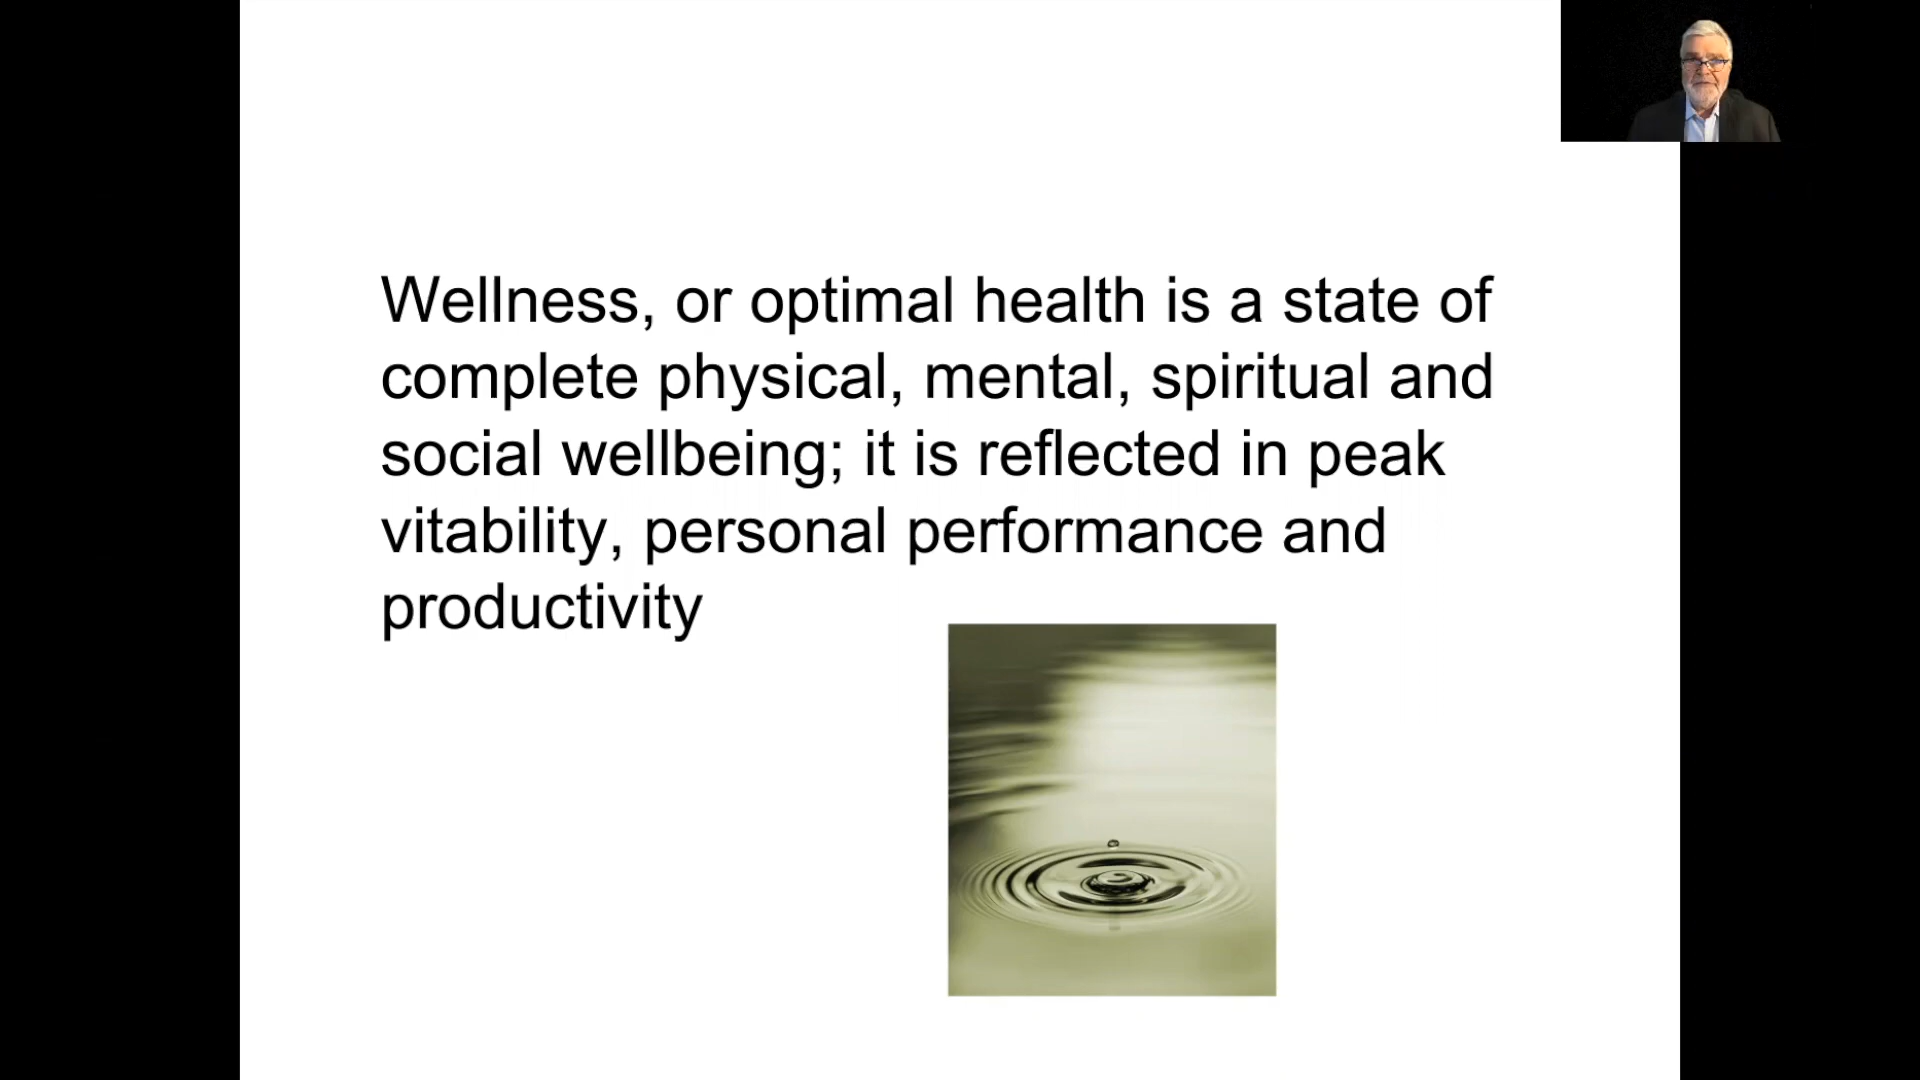 Wellness, or optimal health is a state of
complete physical, mental, spiritual and
social wellbeing; it is reflected in peak
vitability, personal performance and
productivity